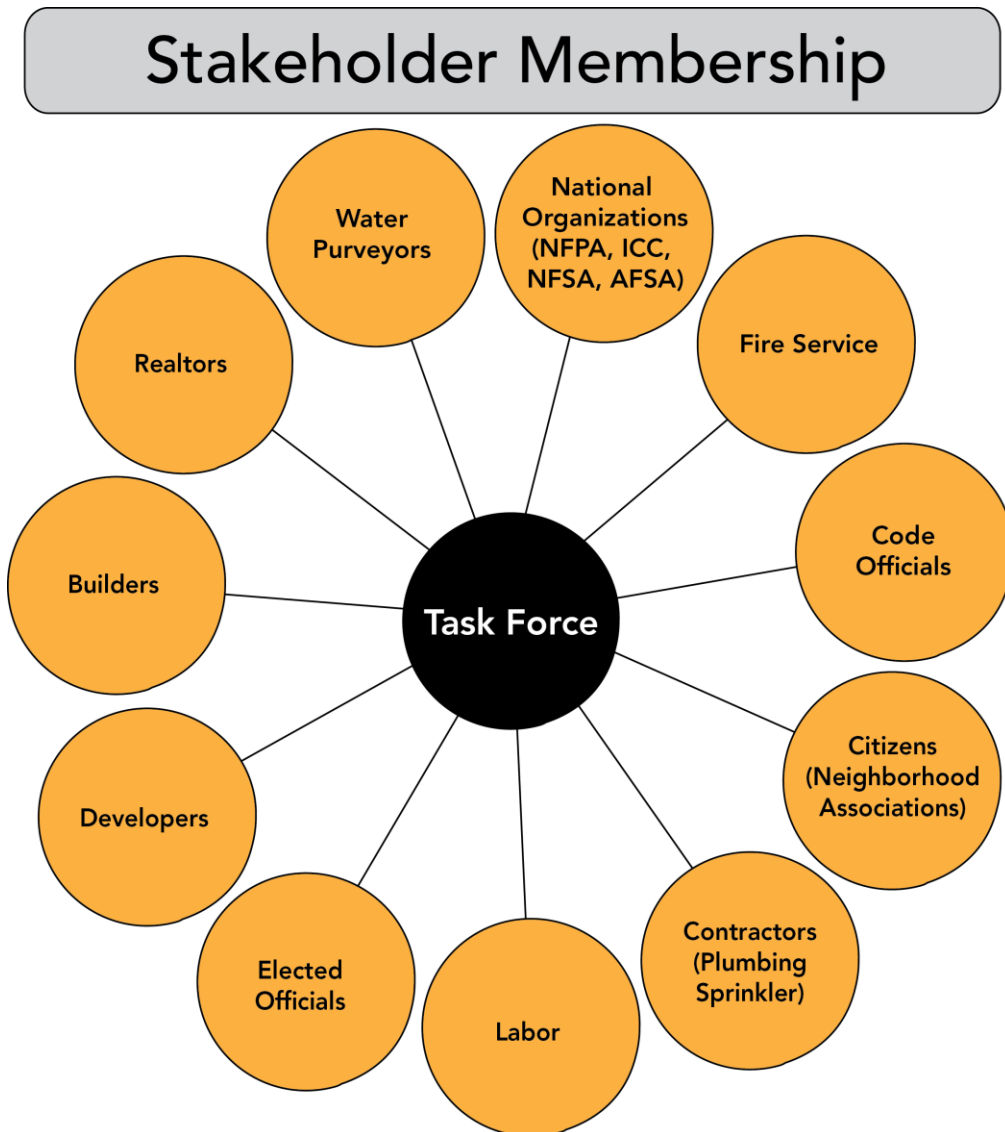 Stakeholder Membership
National
Organizations
(NFPA, ICC,
NFSA, AFSA)
Fire Service
Code
Officials
Citizens
(Neighborhood
Associations)
Contractors
(Plumbing
Sprinkler)
Labor
Elected
Officials
Developers
Builders
Realtors
Water
Purveyors
Task Force